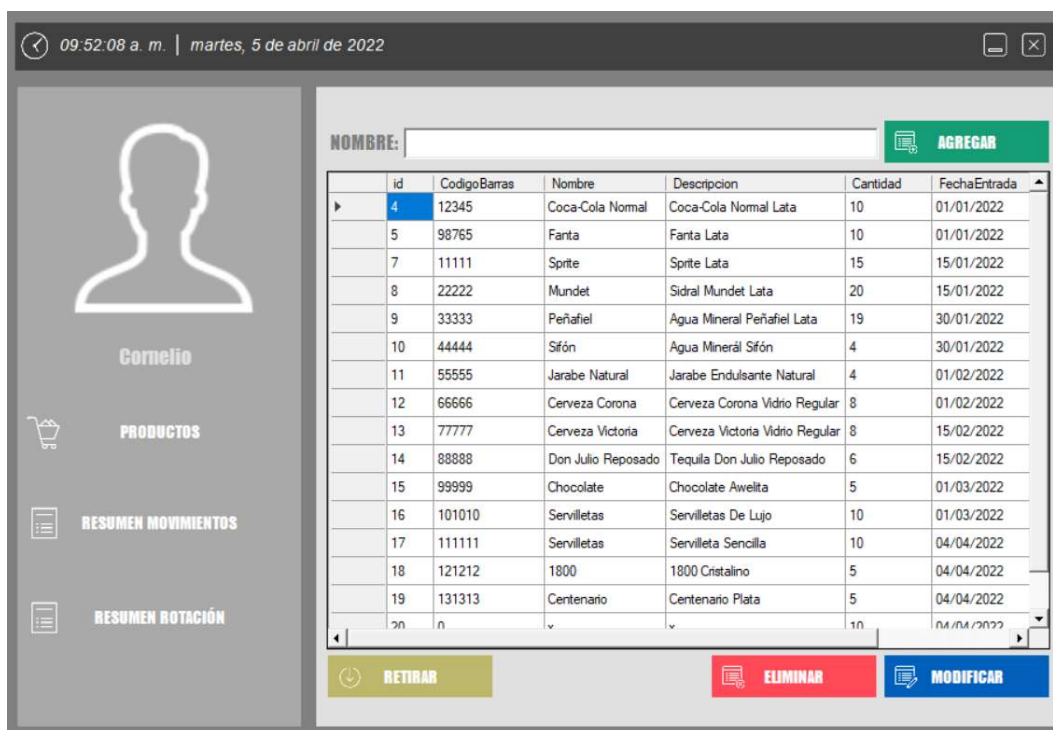 09:52:08 a. m. | martes, 5 de abril de 2022
Cornelio
PRODUCTOS
RESUMEN MOVIMIENTOS
RESUMEN ROTACIÓN
NOMBRE: AGREGAR
id CodigoBarras Nombre Descripcion Cantidad FechaEntrada
4 12345 Coca-Cola Normal Coca-Cola Normal Lata 10 01/01/2022
5 98765 Fanta Fanta Lata 10 01/01/2022
7 11111 Sprite Sprite Lata 15 15/01/2022
8 22222 Mundet Sidral Mundet Lata 20 15/01/2022
9 33333 Peñafiel Agua Mineral Peñafiel Lata 19 30/01/2022
10 44444 Sifón Agua Minerál Sifón 4 30/01/2022
11 55555 Jarabe Natural Jarabe Endulsante Natural 4 01/02/2022
12 66666 Cerveza Corona Cerveza Corona Vidrio Regular 8 01/02/2022
13 77777 Cerveza Victoria Cerveza Victoria Vidrio Regular 8 15/02/2022
14 88888 Don Julio Reposado Tequila Don Julio Reposado 6 15/02/2022
15 99999 Chocolate Chocolate Awelita 5 01/03/2022
16 101010 Servilletas Servilletas De Lujo 10 01/03/2022
17 111111 Servilletas Servilleta Sencilla 10 04/04/2022
18 121212 1800 1800 Cristalino 5 04/04/2022
19 131313 Centenario Centenario Plata 5 04/04/2022
20 0 x x 10 04/04/2022
RETIRAR ELIMINAR MODIFICAR